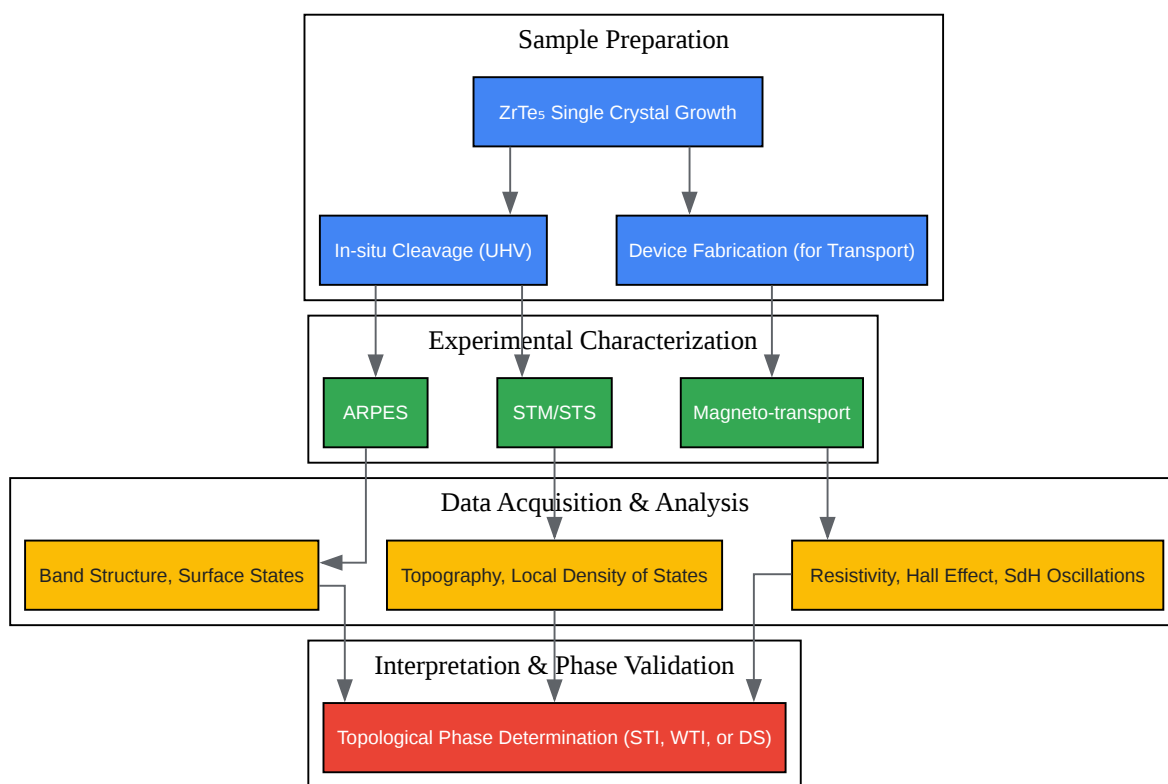 Sample Preparation
ZrTe₅ Single Crystal Growth
In-situ Cleavage (UHV)
Device Fabrication (for Transport)
Experimental Characterization
ARPES
STM/STS
Magneto-transport
Data Acquisition & Analysis
Band Structure, Surface States
Topography, Local Density of States
Resistivity, Hall Effect, SdH Oscillations
Interpretation & Phase Validation
Topological Phase Determination (STI, WTI, or DS)